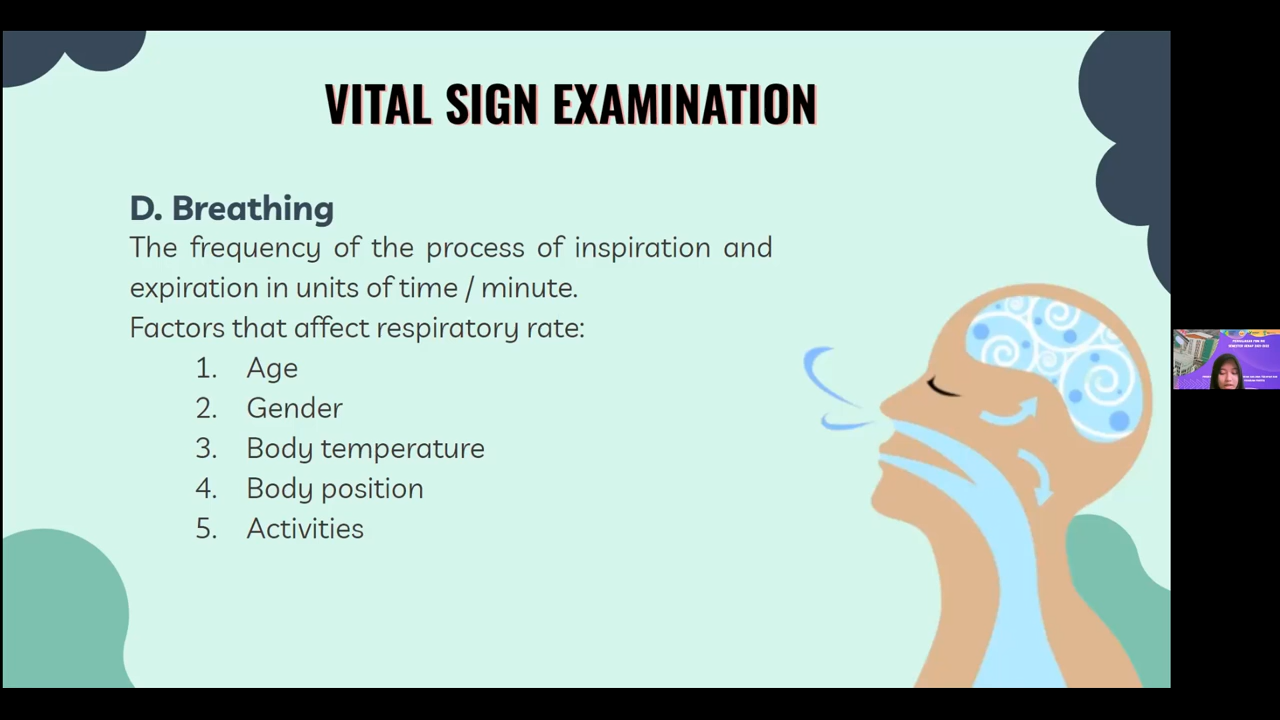 VITAL SIGN EXAMINATION
D. Breathing
The frequency of the process of inspiration and
expiration in units of time / minute.
Factors that affect respiratory rate:
1. Age
2. Gender
3. Body temperature
4. Body position
5. Activities